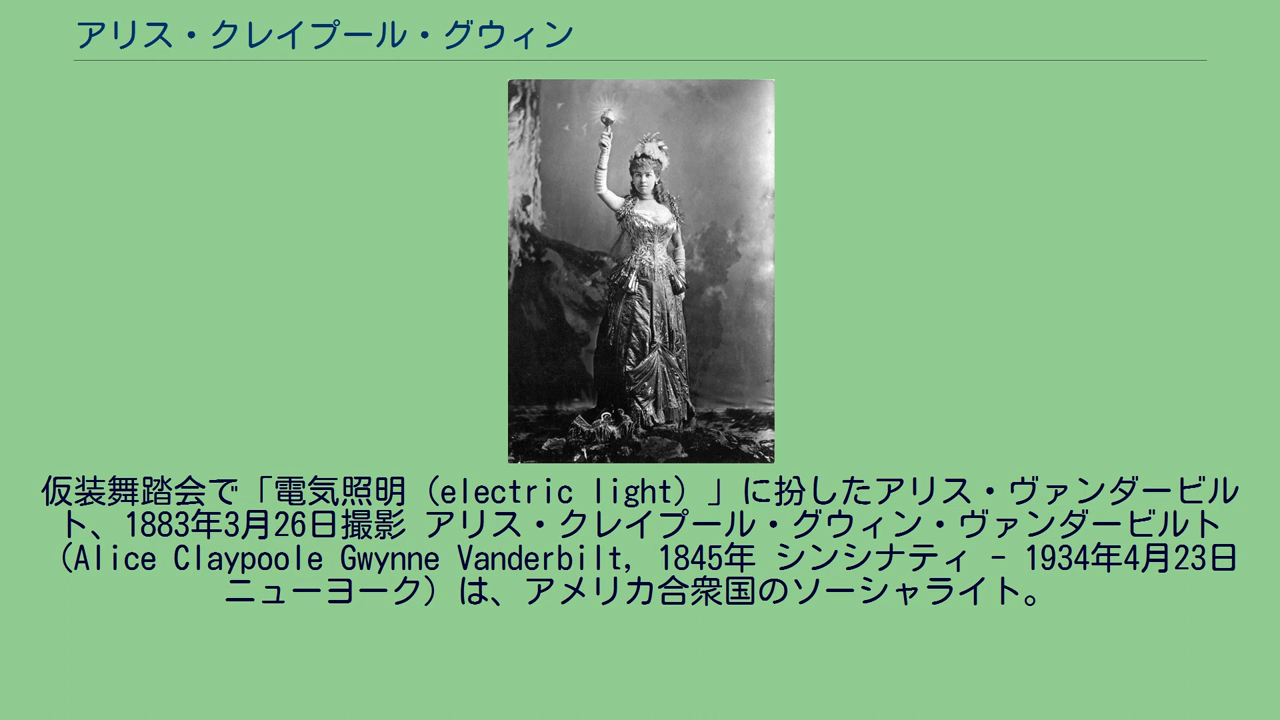 アリス・クレイプール・グウィン
仮装舞踏会で「電気照明（electric light）」に扮したアリス・ヴァンダービル
ト、1883年3月26日撮影 アリス・クレイプール・グウィン・ヴァンダービルト
（Alice Claypoole Gwynne Vanderbilt, 1845年 シンシナティ - 1934年4月23日
ニューヨーク）は、アメリカ合衆国のソーシャライト。